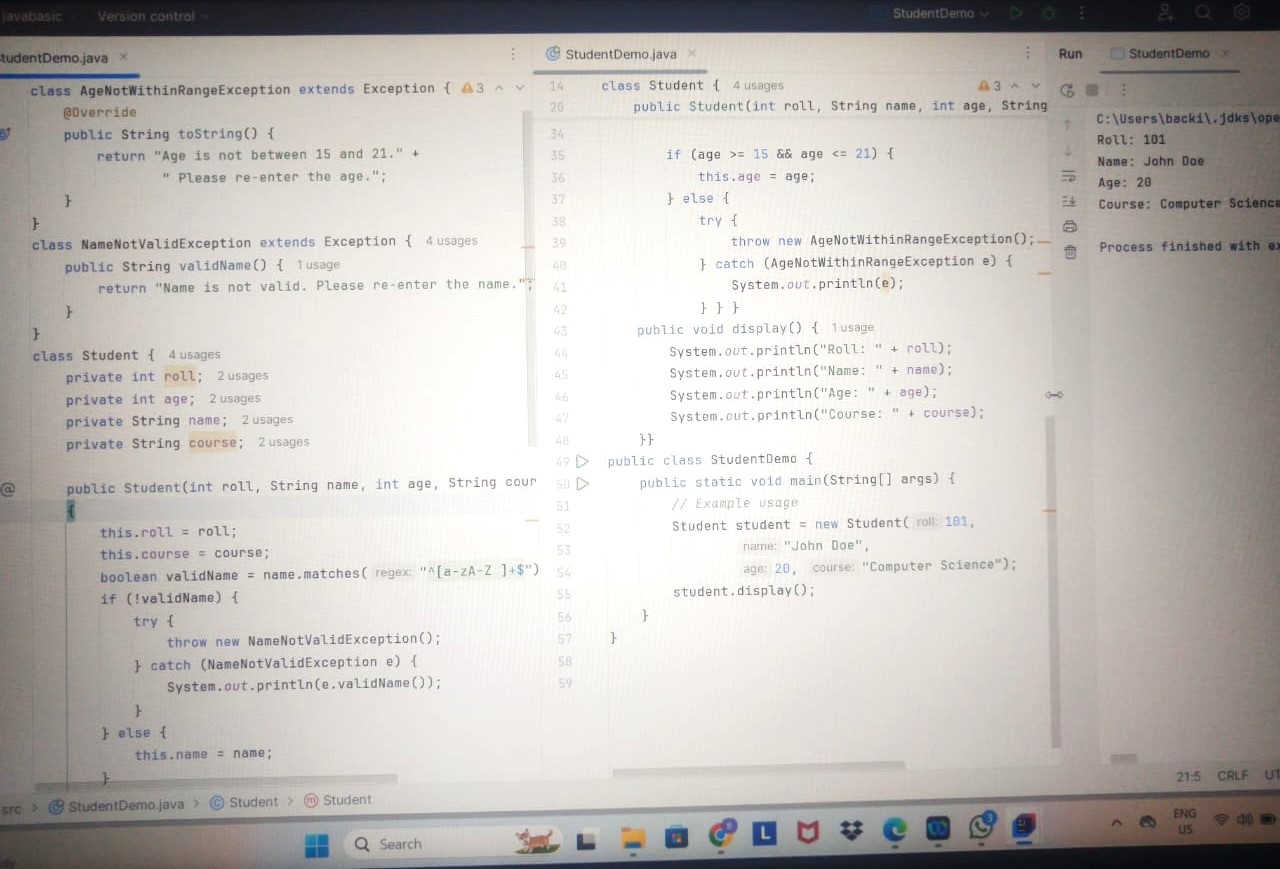 javabasic Version control StudentDemo
tudentDemo.java ×
class AgeNotWithinRangeException extends Exception { 3
@Override
public String toString() {
return "Age is not between 15 and 21." +
" Please re-enter the age.";
}
}
class NameNotValidException extends Exception { 4 usages
public String validName() { 1 usage
return "Name is not valid. Please re-enter the name.";
}
}
class Student { 4 usages
private int roll; 2 usages
private int age; 2 usages
private String name; 2 usages
private String course; 2 usages
@ public Student(int roll, String name, int age, String cour
{
this.roll = roll;
this.course = course;
boolean validName = name.matches( regex: "^[a-zA-Z ]+$")
if (!validName) {
try {
throw new NameNotValidException();
} catch (NameNotValidException e) {
System.out.println(e.validName());
}
} else {
this.name = name;
}
StudentDemo.java ×
14 class Student { 4 usages 3
20 public Student(int roll, String name, int age, String
34
35 if (age >= 15 && age <= 21) {
36 this.age = age;
37 } else {
38 try {
39 throw new AgeNotWithinRangeException();
40 } catch (AgeNotWithinRangeException e) {
41 System.out.println(e);
42 } } }
43 public void display() { 1 usage
44 System.out.println("Roll: " + roll);
45 System.out.println("Name: " + name);
46 System.out.println("Age: " + age);
47 System.out.println("Course: " + course);
48 }}
49 public class StudentDemo {
50 public static void main(String[] args) {
51 // Example usage
52 Student student = new Student( roll: 101,
53 name: "John Doe",
54 age: 20, course: "Computer Science");
55 student.display();
56 }
57 }
58
59
Run StudentDemo ×
C:\Users\backi\.jdks\ope
Roll: 101
Name: John Doe
Age: 20
Course: Computer Science
Process finished with ex
21:5 CRLF UT
src > StudentDemo.java > Student > Student
Search
L
3
ENG
US